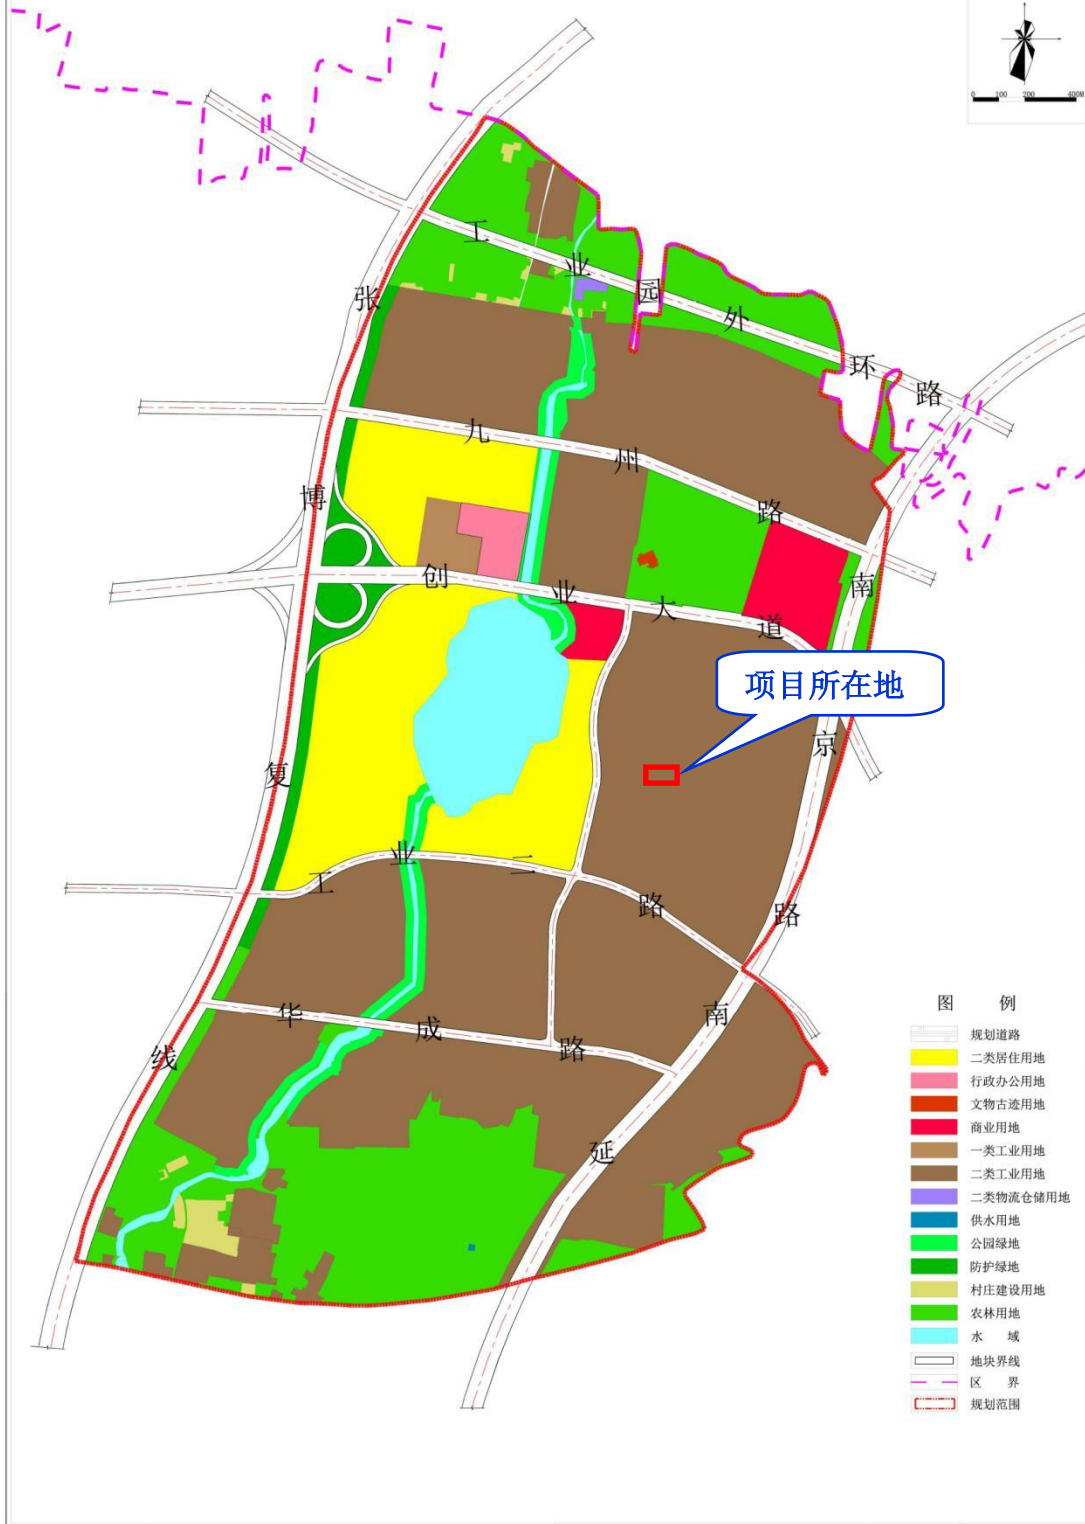 0 100 200 400M
工业园外环路
九州路
创业大道
项目所在地
工业二路
华成路
张博复线
南京路
南延
图 例
规划道路
二类居住用地
行政办公用地
文物古迹用地
商业用地
一类工业用地
二类工业用地
二类物流仓储用地
供水用地
公园绿地
防护绿地
村庄建设用地
农林用地
水 域
地块界线
区 界
规划范围